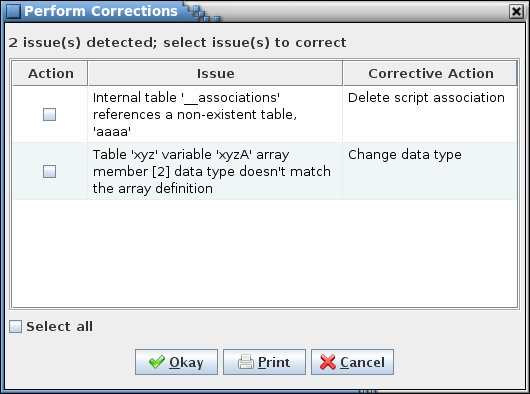 Perform Corrections
2 issue(s) detected; select issue(s) to correct
Action Issue Corrective Action
Internal table '__associations' Delete script association
references a non-existent table,
'aaaa'
Table 'xyz' variable 'xyzA' array Change data type
member [2] data type doesn't match
the array definition
Select all
Okay Print Cancel